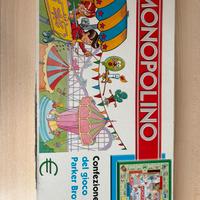 MONOPOLINO
Confezione
del gioco
Parker Bro
€